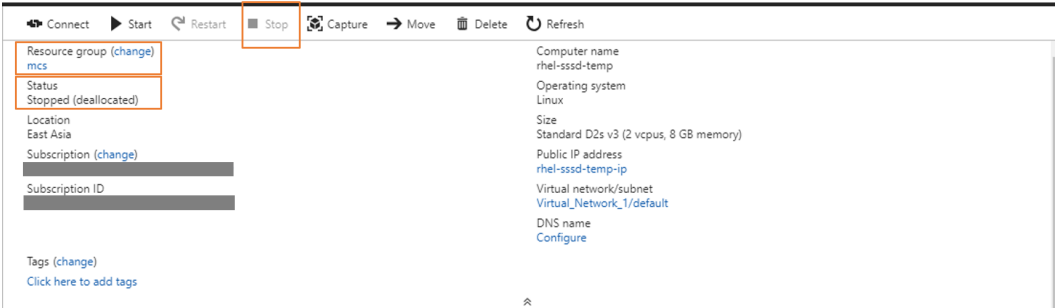 Connect Start Restart Stop Capture Move Delete Refresh
Resource group (change)
mcs
Status
Stopped (deallocated)
Location
East Asia
Subscription (change)
Subscription ID
Computer name
rhel-sssd-temp
Operating system
Linux
Size
Standard D2s v3 (2 vcpus, 8 GB memory)
Public IP address
rhel-sssd-temp-ip
Virtual network/subnet
Virtual_Network_1/default
DNS name
Configure
Tags (change)
Click here to add tags